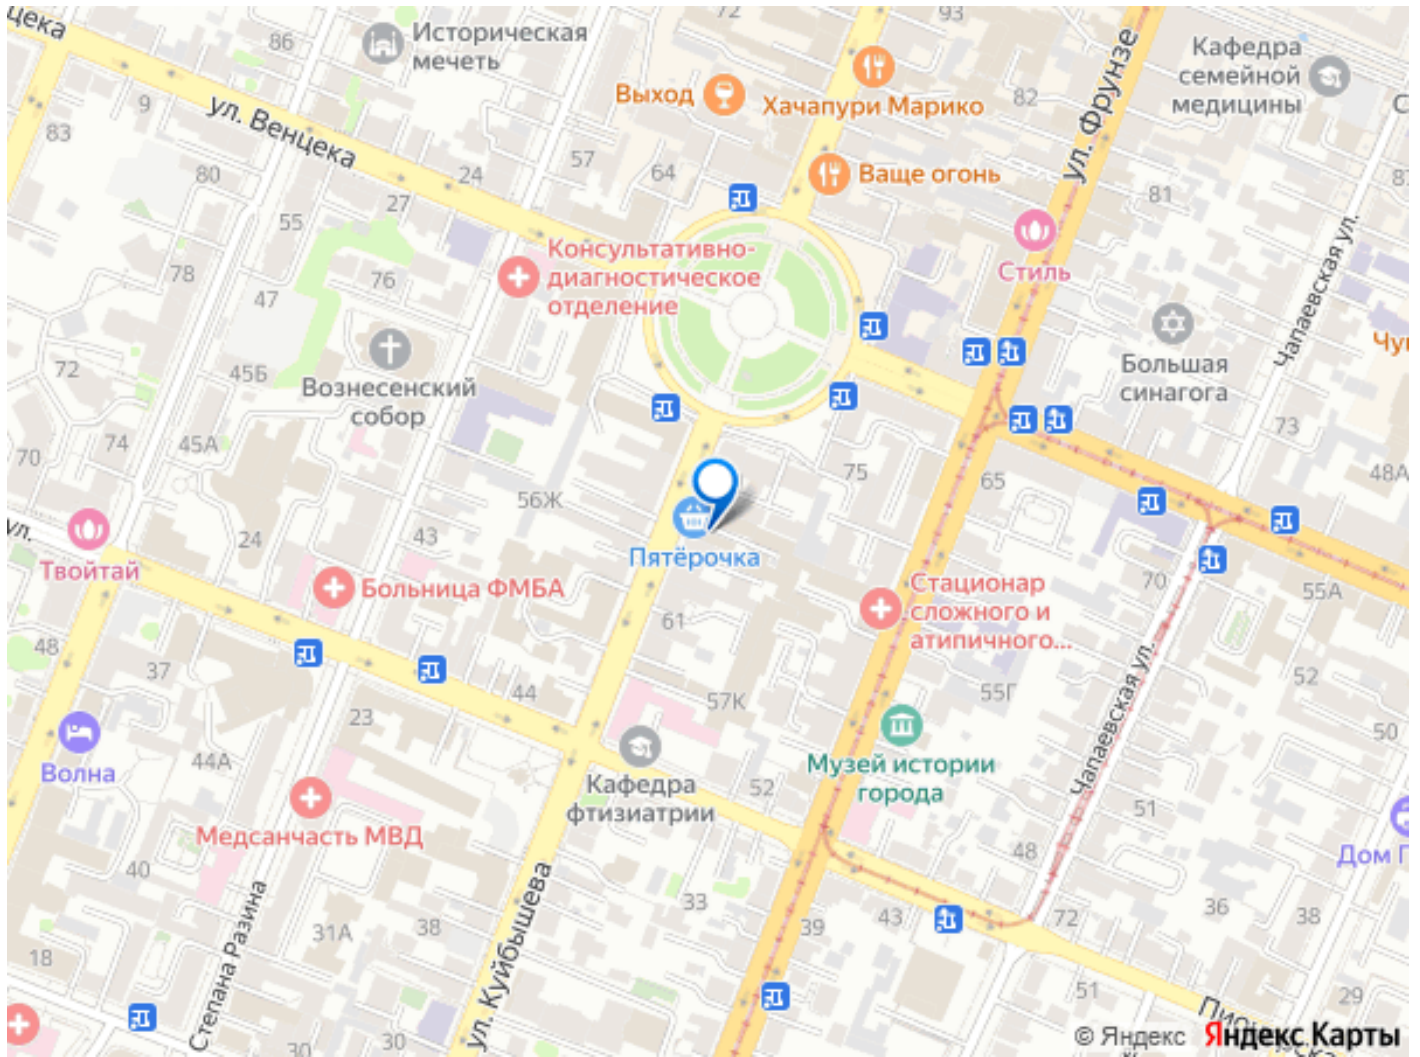 цека
86
Историческая
мечеть
72
93
ул. Фрунзе
Кафедра
семейной
медицины
9
ул. Венцека
Выход
Хачапури Марико
82
83
80
24
57
64
Ваще огонь
81
27
55
Консультативно-
диагностическое
отделение
Стиль
Чапаевская ул.
78
76
47
Вознесенский
собор
72
45Б
Большая
синагога
74
45А
70
73
75
65
48А
56Ж
43
24
ул.
Твойтай
Пятёрочка
Больница ФМБА
Стационар
сложного и
атипичного...
70
55А
61
48
37
44
57К
55Г
52
23
Чапаевская ул.
50
Волна
44А
Кафедра
фтизиатрии
52
Музей истории
города
51
Медсанчасть МВД
Дом
48
40
ул. Куйбышева
33
39
43
72
36
38
Степана Разина
31А
38
18
51
29
30
30
© Яндекс
Яндекс Карты